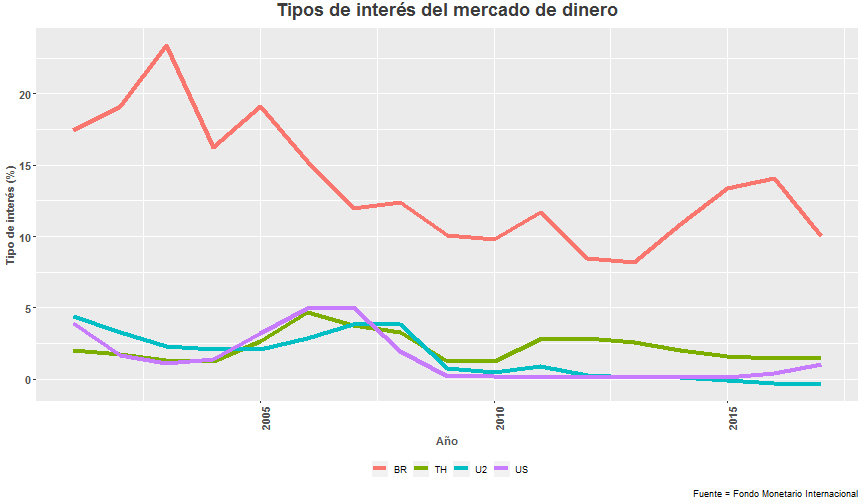 Tipos de interés del mercado de dinero
Tipo de interés (%)
20
15
10
5
0
2005
2010
2015
Año
BR TH U2 US
Fuente = Fondo Monetario Internacional